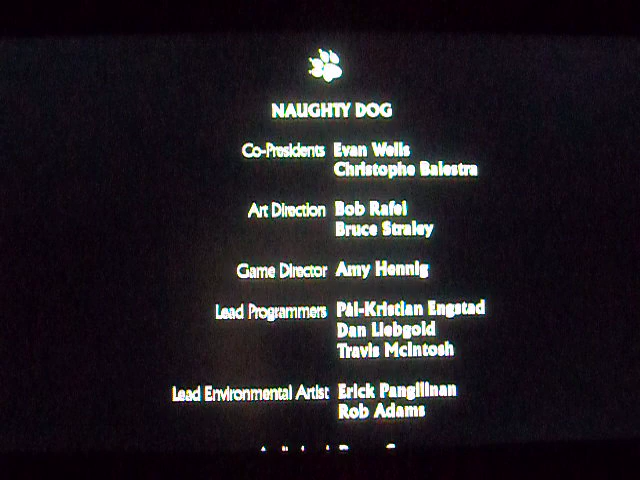 NAUGHTY DOG
Co-Presidents Evan Wells
Christophe Balestra
Art Direction Bob Rafei
Bruce Straley
Game Director Amy Hennig
Lead Programmers Pål-Kristian Engstad
Dan Liebgold
Travis McIntosh
Lead Environmental Artist Erick Pangilinan
Rob Adams